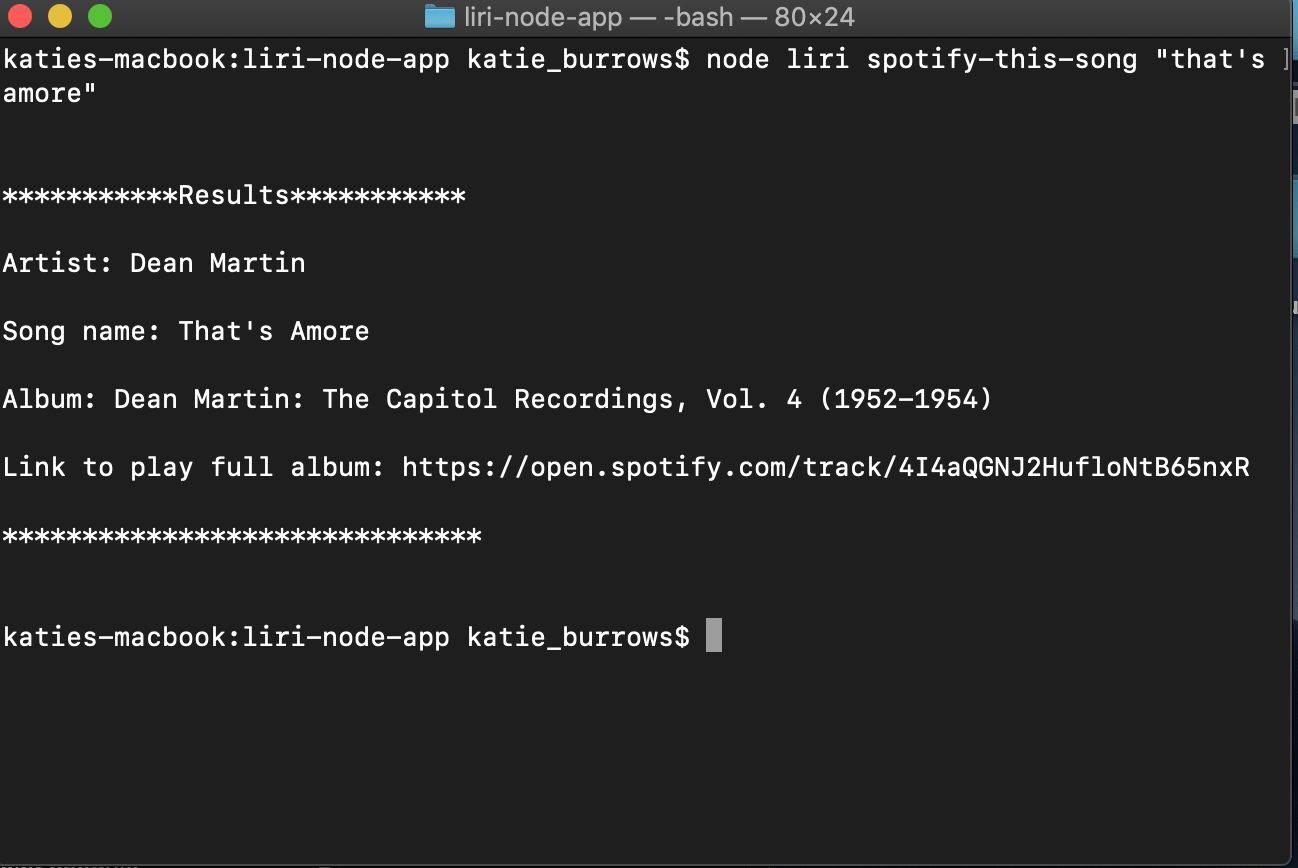 liri-node-app — -bash — 80×24
katies-macbook:liri-node-app katie_burrows$ node liri spotify-this-song "that's ]
amore"
***********Results***********
Artist: Dean Martin
Song name: That's Amore
Album: Dean Martin: The Capitol Recordings, Vol. 4 (1952-1954)
Link to play full album: https://open.spotify.com/track/4I4aQGNJ2HufloNtB65nxR
******************************
katies-macbook:liri-node-app katie_burrows$